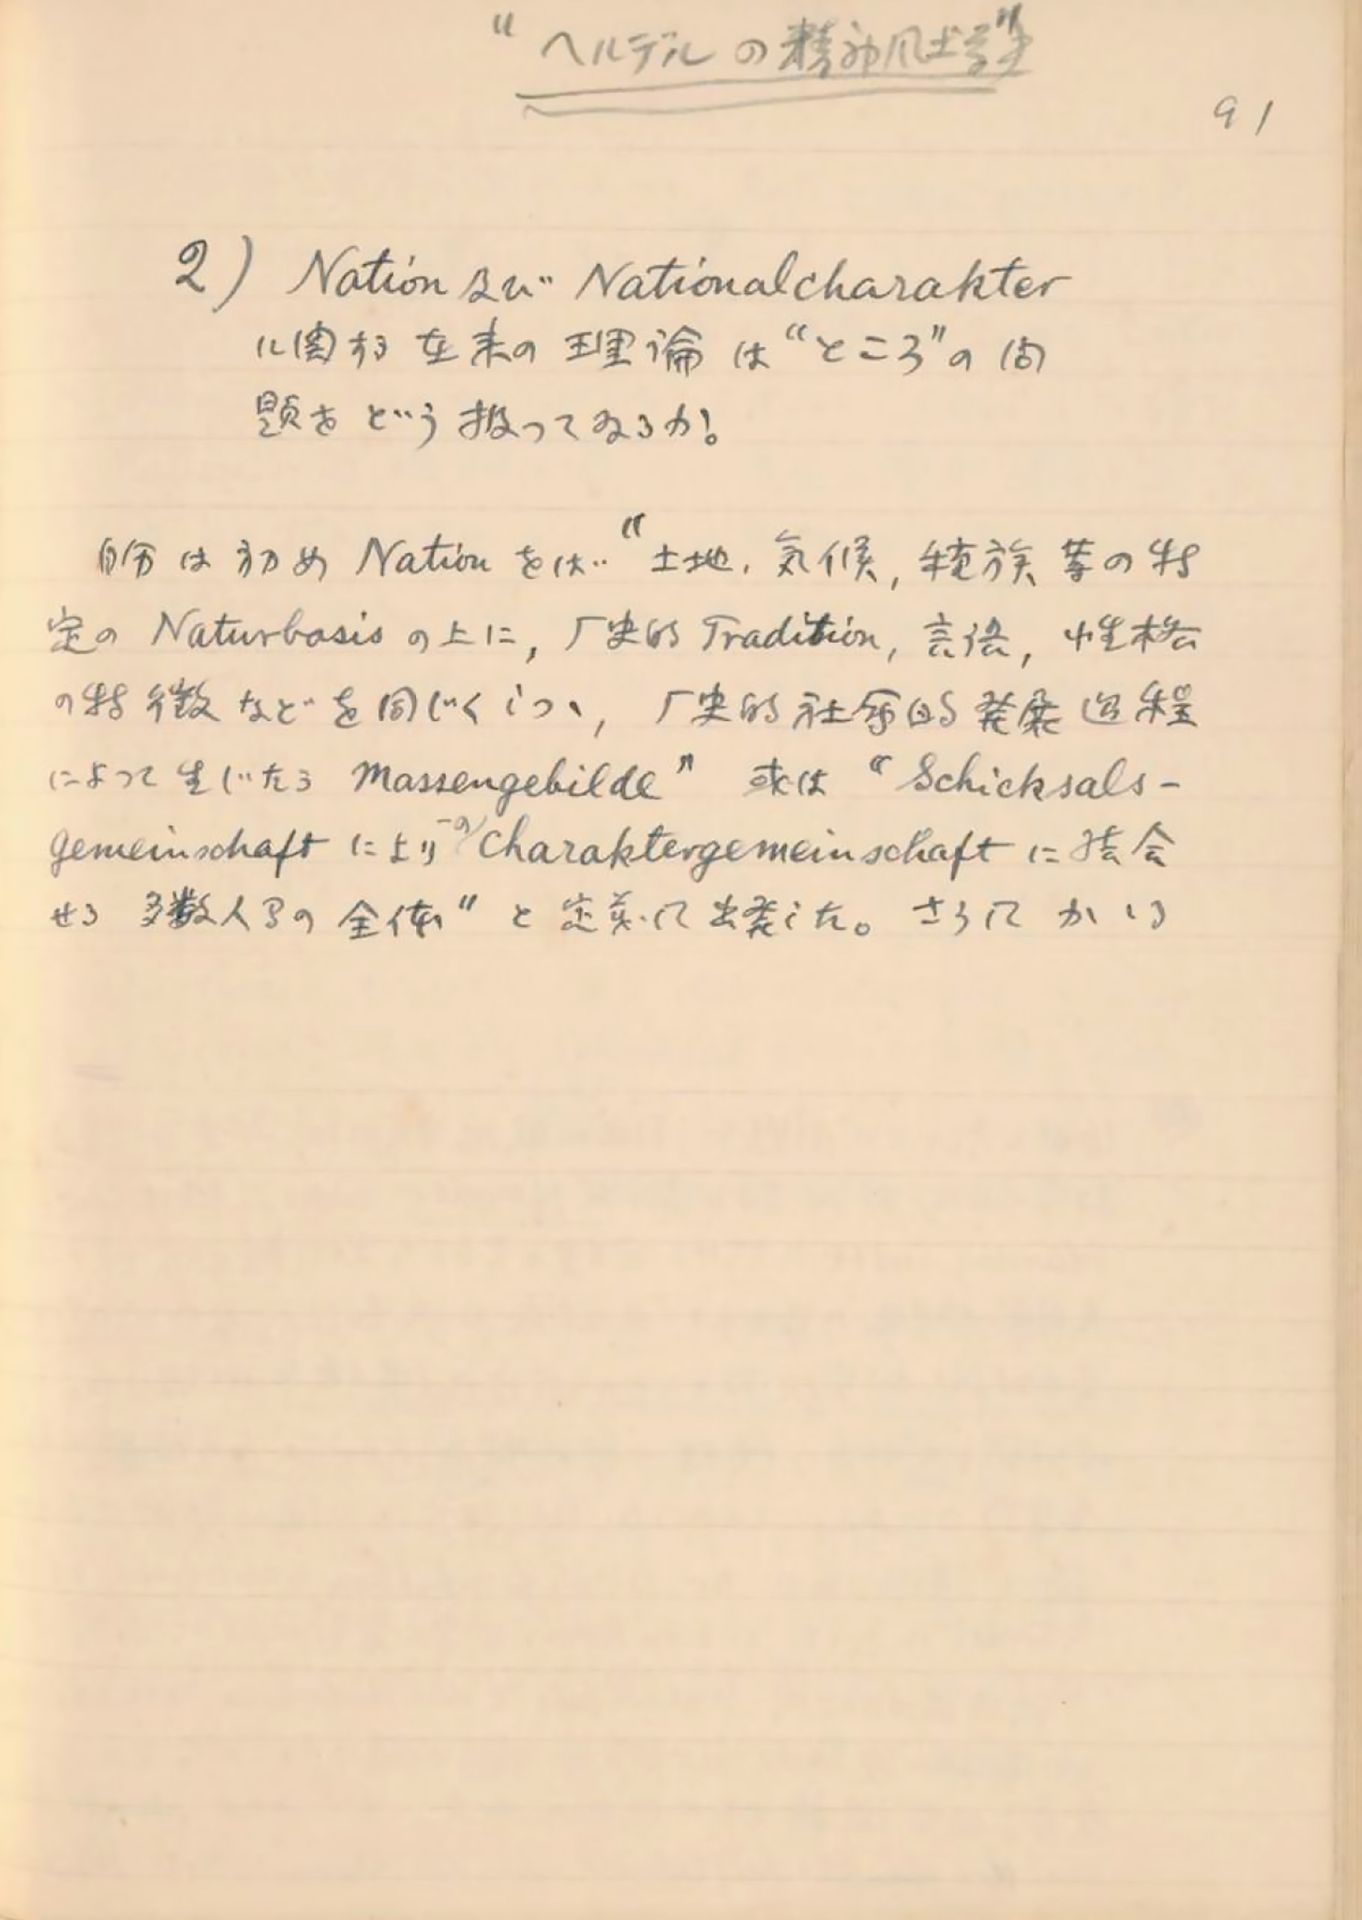 “ヘルデルの精神風土学”
91
2) Nation 及び Nationalcharakter
に関する在来の理論は“ところ”の問
題をどう扱ってゐるか。
自分は初め Nation をば“土地、気候, 種族等の特
定の Naturbasis の上に, 厂史的 Tradition, 言語, 性格
の特徴などを同じくしつゝ, 厂史的社会的発展過程
によって生じたる Massengebilde” 或は “Schicksals-
gemeinschaft により一の Charaktergemeinschaft に結合
せる 多数人間の全体” と定義して出発した。さうして かゝる